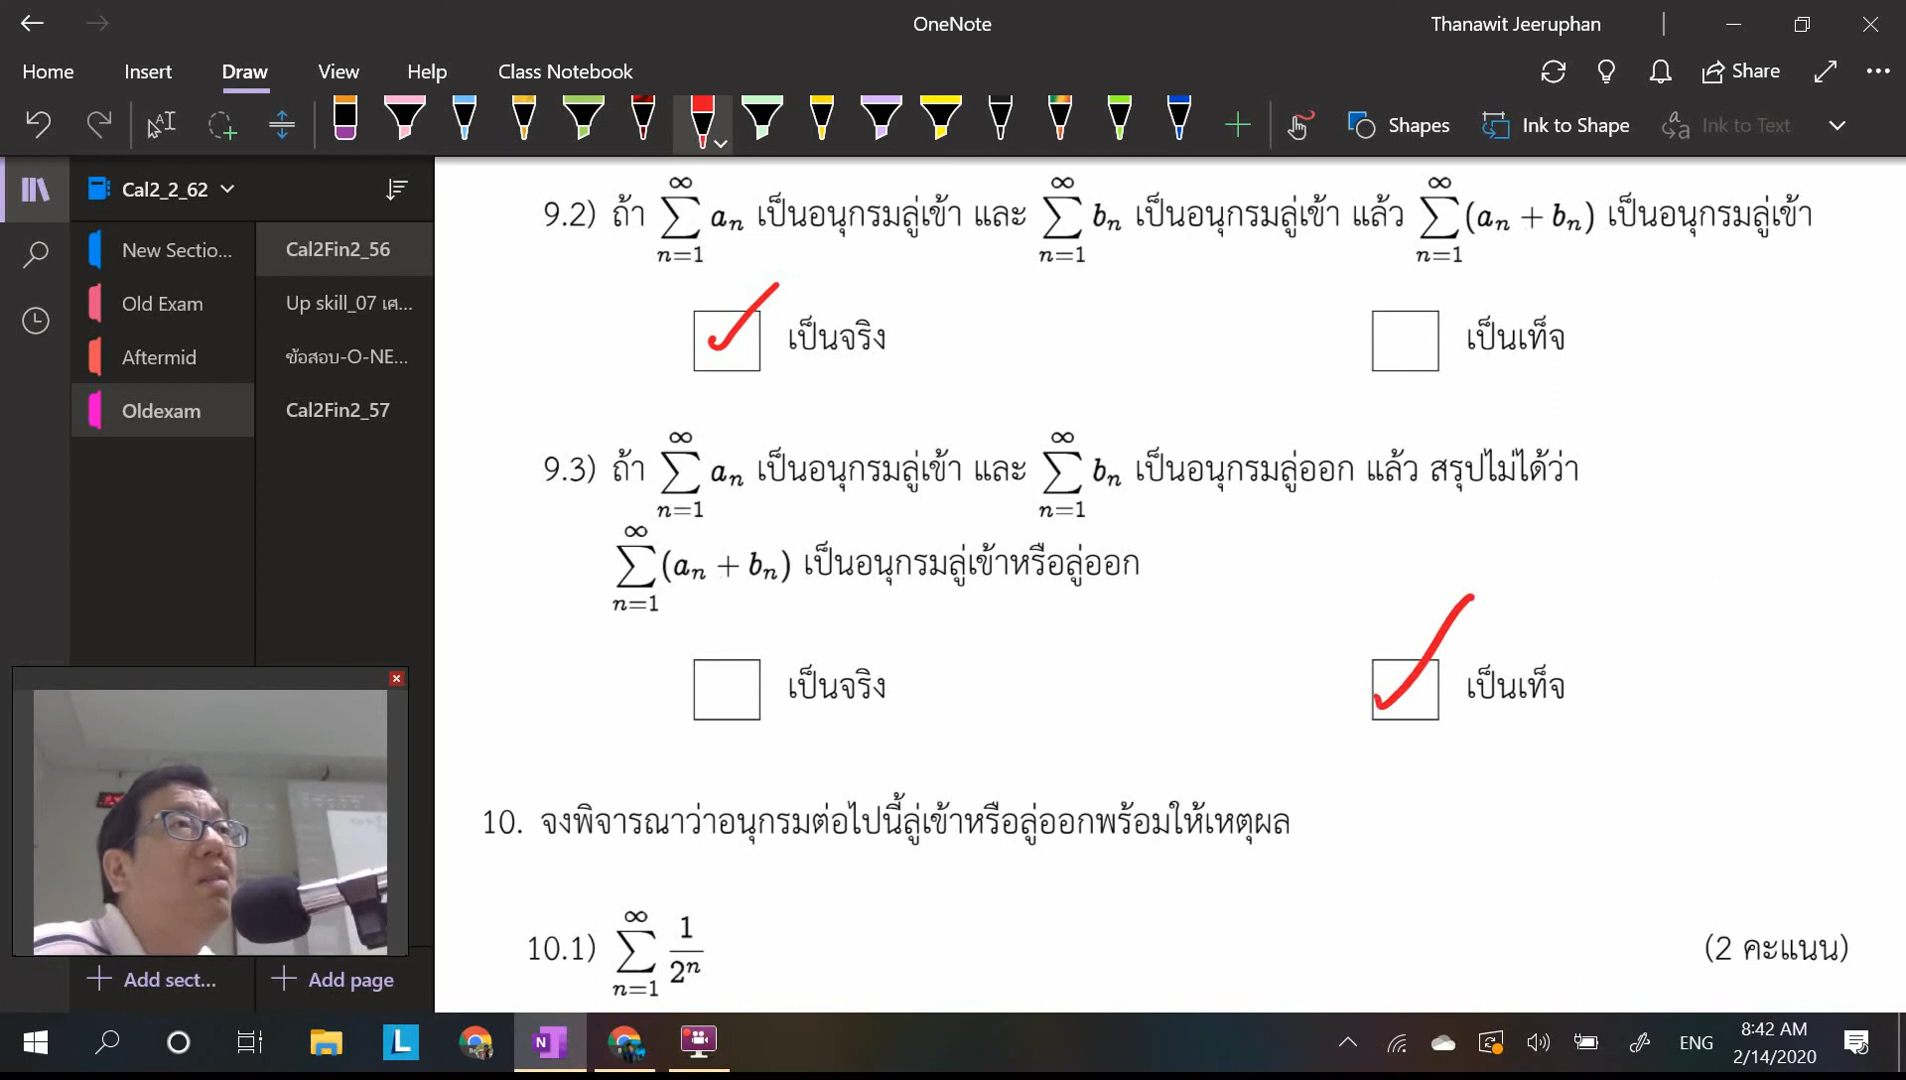 OneNote
Thanawit Jeeruphan
Home Insert Draw View Help Class Notebook
Share
Shapes Ink to Shape Ink to Text
Cal2_2_62
New Sectio...
Old Exam
Aftermid
Oldexam
Cal2Fin2_56
Up skill_07 เศ...
ข้อสอบ-O-NE...
Cal2Fin2_57
9.2) ถ้า ∑_{n=1}^{∞} aₙ เป็นอนุกรมลู่เข้า และ ∑_{n=1}^{∞} bₙ เป็นอนุกรมลู่เข้า แล้ว ∑_{n=1}^{∞} (aₙ + bₙ) เป็นอนุกรมลู่เข้า
เป็นจริง เป็นเท็จ
9.3) ถ้า ∑_{n=1}^{∞} aₙ เป็นอนุกรมลู่เข้า และ ∑_{n=1}^{∞} bₙ เป็นอนุกรมลู่ออก แล้ว สรุปไม่ได้ว่า
∑_{n=1}^{∞} (aₙ + bₙ) เป็นอนุกรมลู่เข้าหรือลู่ออก
เป็นจริง เป็นเท็จ
10. จงพิจารณาว่าอนุกรมต่อไปนี้ลู่เข้าหรือลู่ออกพร้อมให้เหตุผล
10.1) ∑_{n=1}^{∞} 1/2ⁿ (2 คะแนน)
Add sect... Add page
ENG
8:42 AM
2/14/2020